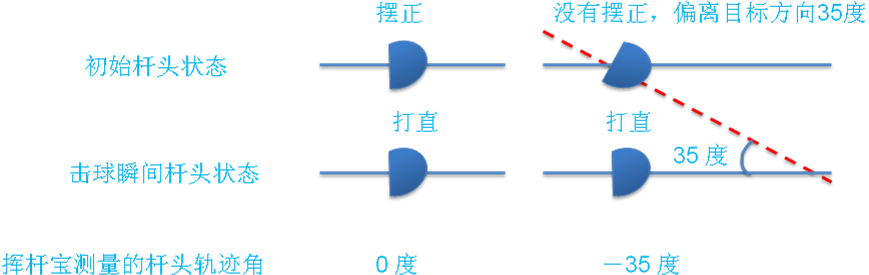 摆正
没有摆正，偏离目标方向35度
初始杆头状态
打直
打直
35 度
击球瞬间杆头状态
挥杆宝测量的杆头轨迹角
0 度
－35 度